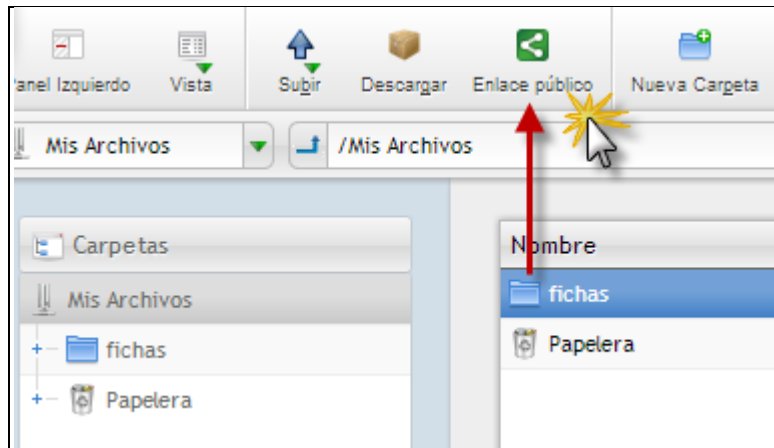 Panel Izquierdo Vista Subir Descargar Enlace público Nueva Carpeta
Mis Archivos /Mis Archivos
Carpetas Nombre
Mis Archivos fichas
fichas Papelera
Papelera